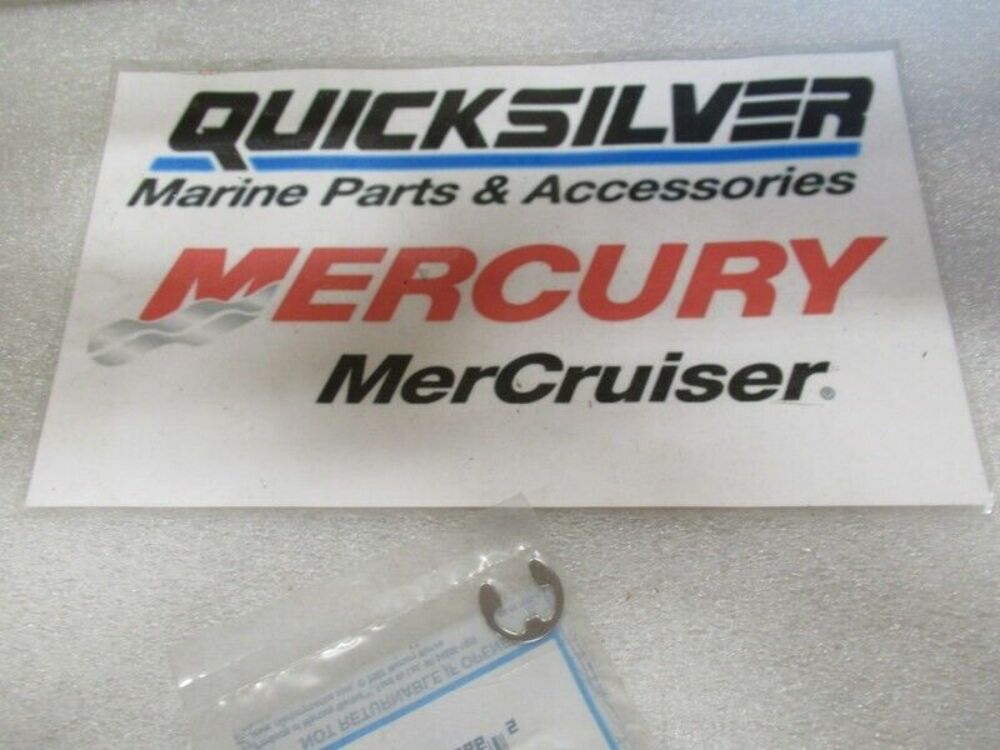 QUICKSILVER
Marine Parts & Accessories
MERCURY
MerCruiser®
NOT RETURNABLE IF OPENED